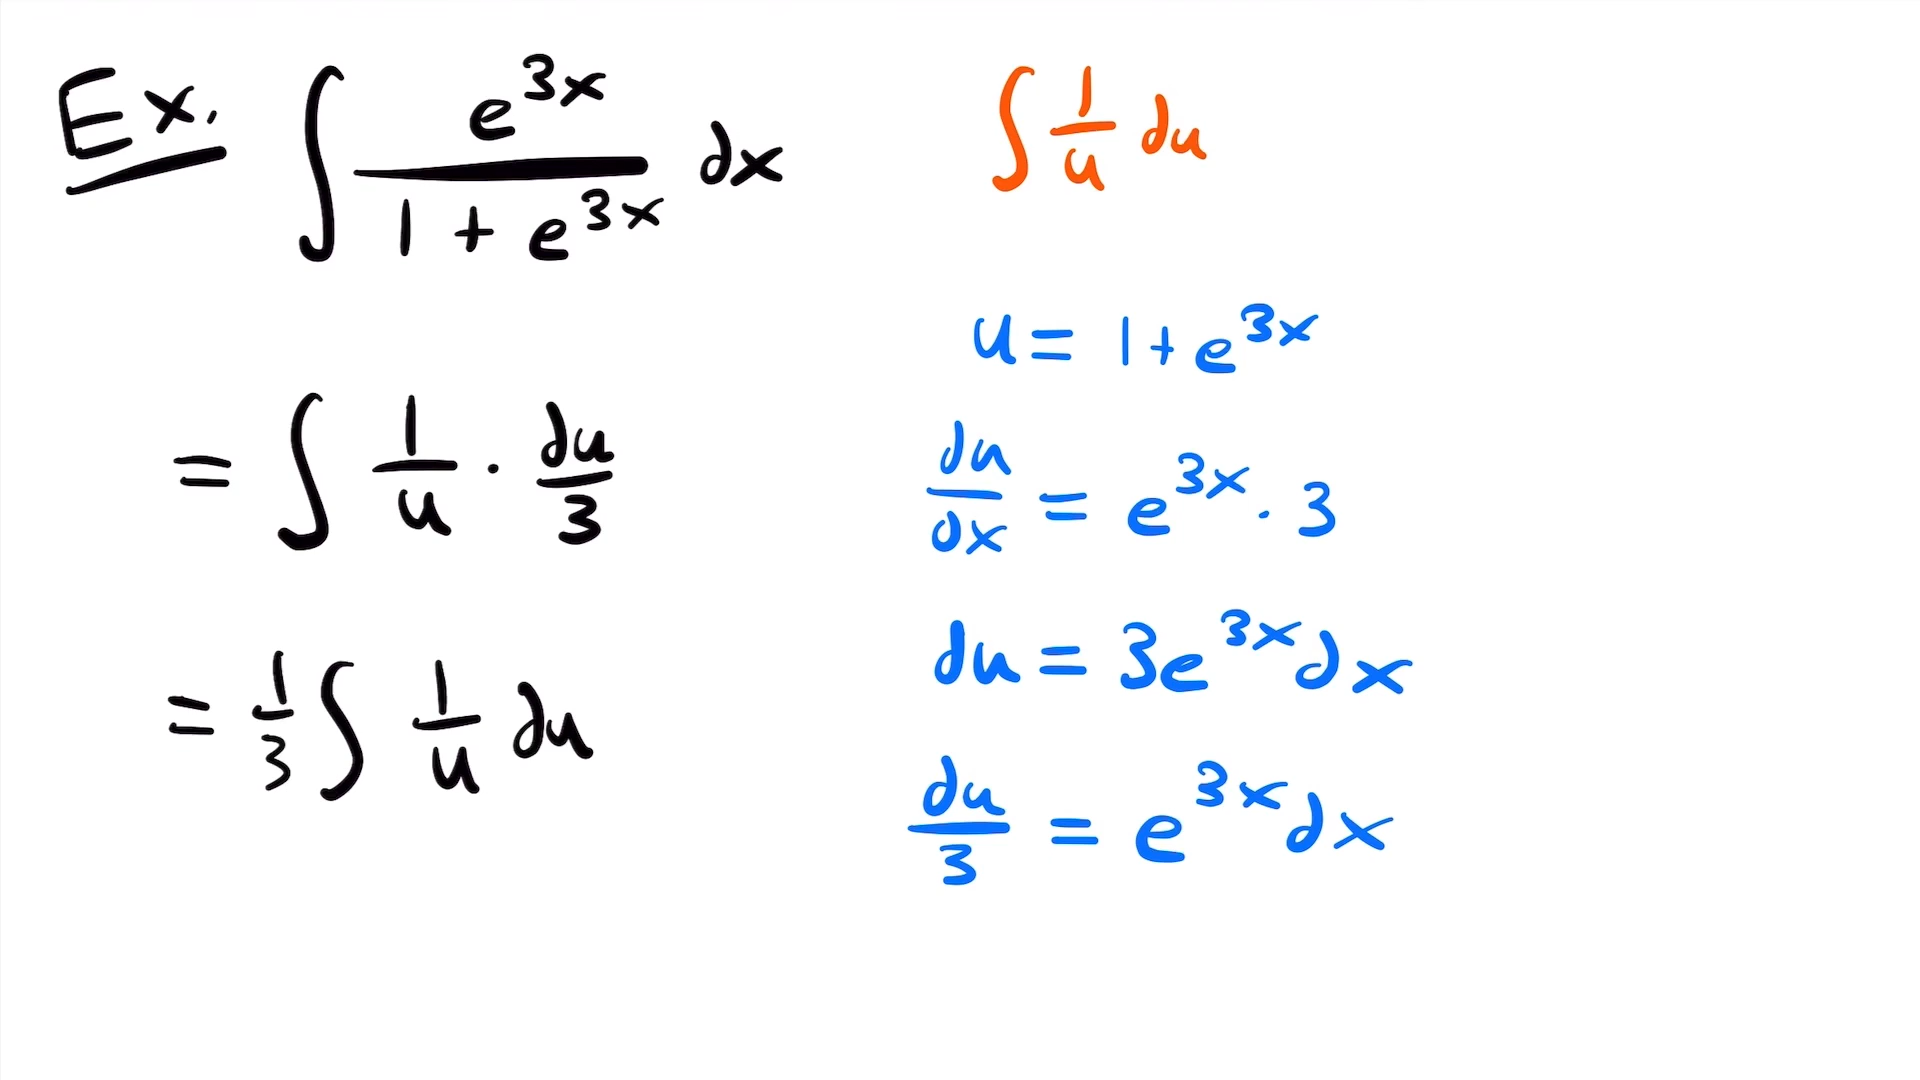 Ex. ∫ e^{3x} / (1 + e^{3x}) dx
= ∫ 1/u · du/3
= 1/3 ∫ 1/u du
∫ 1/u du
u = 1 + e^{3x}
du/dx = e^{3x} · 3
du = 3e^{3x} dx
du/3 = e^{3x} dx